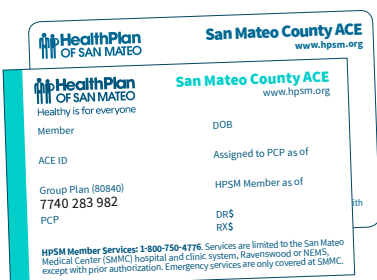 HealthPlan
OF SAN MATEO
San Mateo County ACE
www.hpsm.org
HealthPlan
OF SAN MATEO
Healthy is for everyone
San Mateo County ACE
www.hpsm.org
Member
DOB
ACE ID
Assigned to PCP as of
Group Plan (80840)
7740 283 982
HPSM Member as of
PCP
DR$
RX$
ith
HPSM Member Services: 1-800-750-4776. Services are limited to the San Mateo
Medical Center (SMMC) hospital and clinic system, Ravenswood or NEMS,
except with prior authorization. Emergency services are only covered at SMMC.